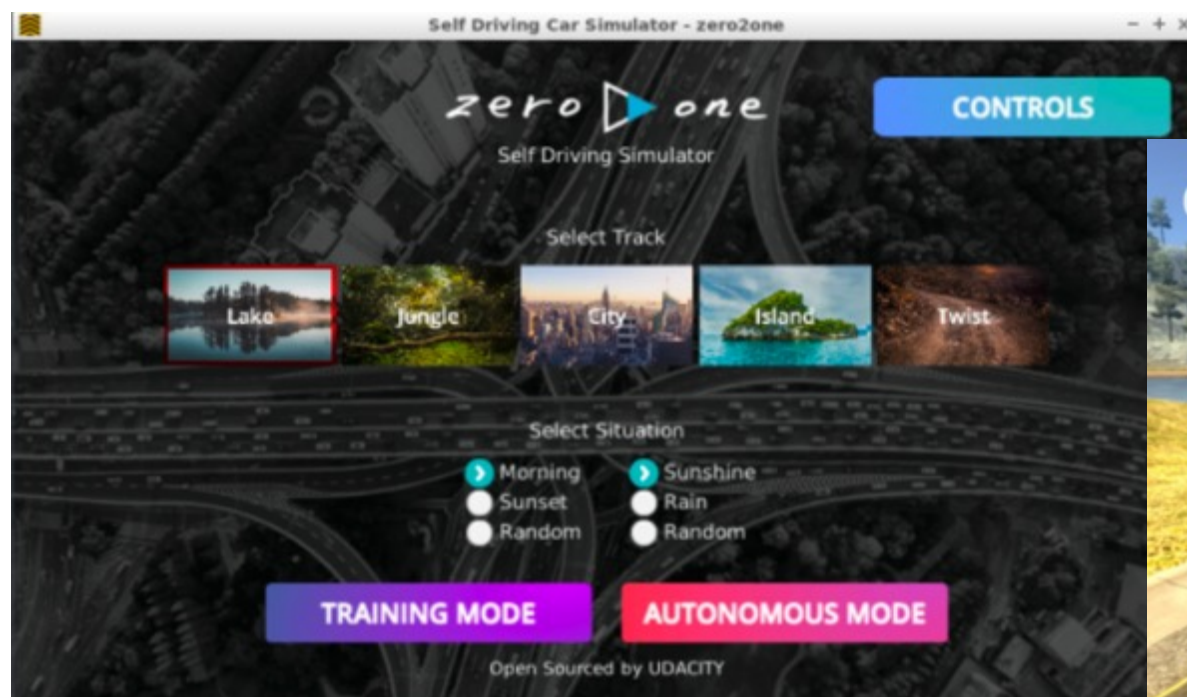 Self Driving Car Simulator - zero2one
zero one
CONTROLS
Self Driving Simulator
Select Track
Lake Jungle City Island Twist
Select Situation
Morning Sunshine
Sunset Rain
Random Random
TRAINING MODE AUTONOMOUS MODE
Open Sourced by UDACITY